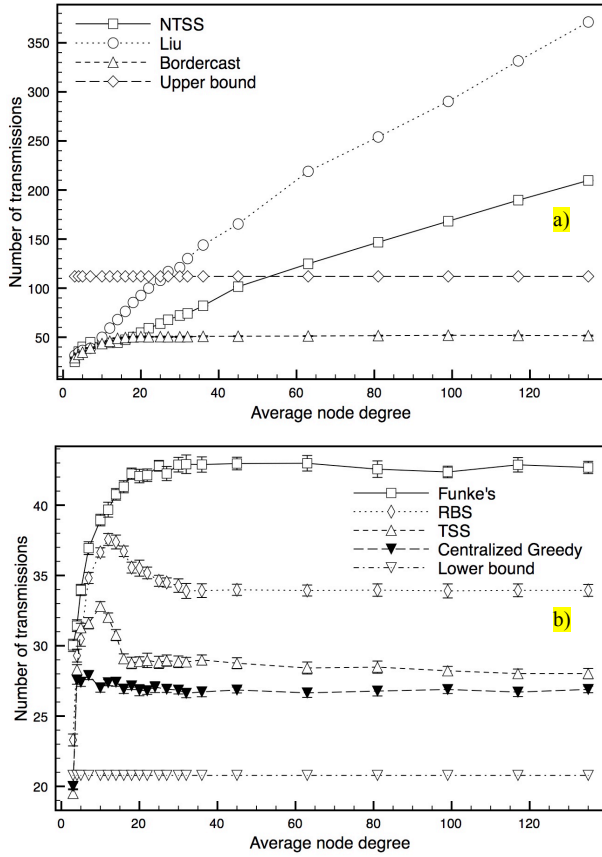 NTSS
Liu
Bordercast
Upper bound
350
300
250
200
150
100
50
Number of transmissions
a)
0 20 40 60 80 100 120
Average node degree
Funke's
RBS
TSS
Centralized Greedy
Lower bound
40
35
30
25
20
Number of transmissions
b)
0 20 40 60 80 100 120
Average node degree